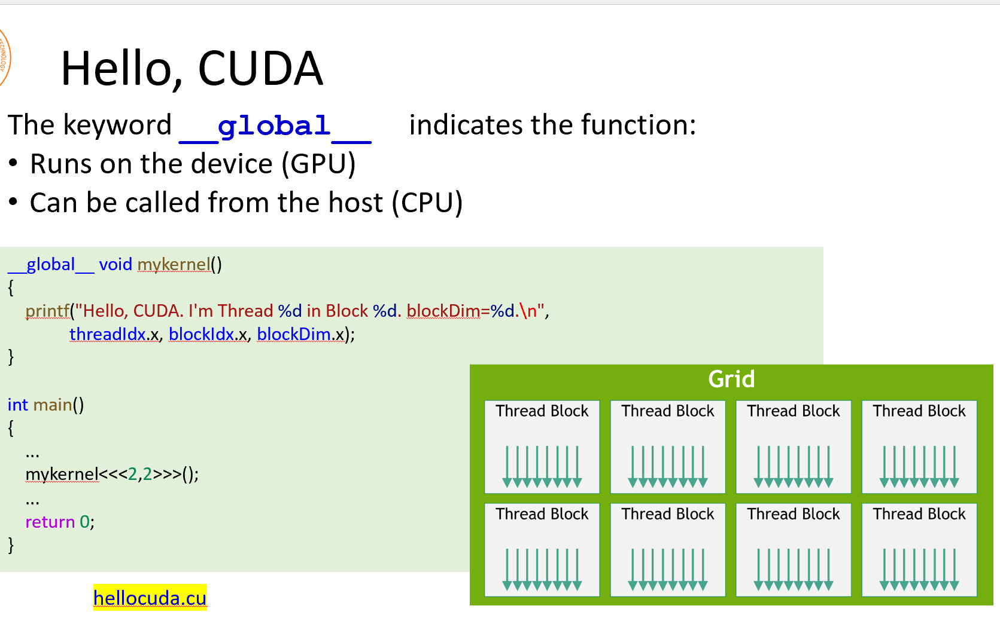 TECHNOLOGY
Hello, CUDA
The keyword __global__ indicates the function:
• Runs on the device (GPU)
• Can be called from the host (CPU)
__global__ void mykernel()
{
printf("Hello, CUDA. I'm Thread %d in Block %d. blockDim=%d.\n",
threadIdx.x, blockIdx.x, blockDim.x);
}
int main()
{
...
mykernel<<<2,2>>>();
...
return 0;
}
hellocuda.cu
Grid
Thread Block Thread Block Thread Block Thread Block
Thread Block Thread Block Thread Block Thread Block